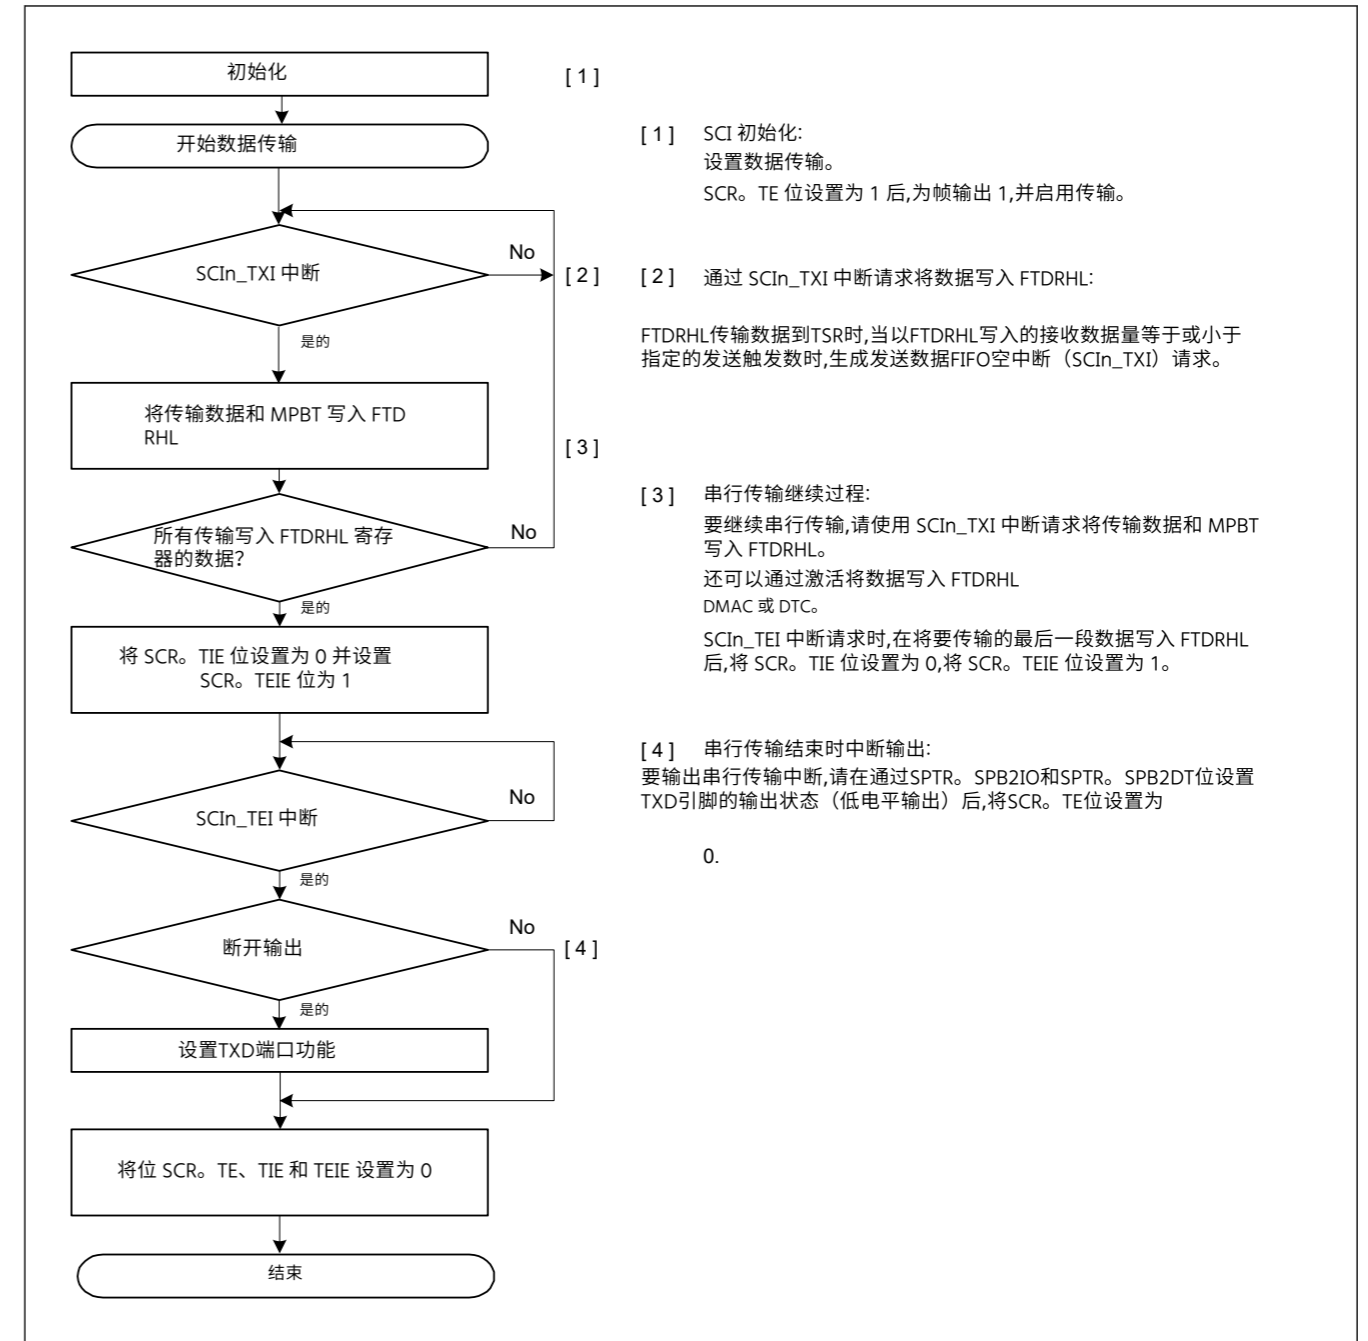 初始化
[ 1 ]
开始数据传输
[ 1 ] SCI 初始化:
设置数据传输。
SCR。TE 位设置为 1 后,为帧输出 1,并启用传输。
SCIn_TXI 中断
No
[ 2 ]
是的
[ 2 ] 通过 SCIn_TXI 中断请求将数据写入 FTDRHL:
FTDRHL传输数据到TSR时,当以FTDRHL写入的接收数据量等于或小于
指定的发送触发数时,生成发送数据FIFO空中断（SCIn_TXI）请求。
将传输数据和 MPBT 写入 FTD
RHL
[ 3 ]
所有传输写入 FTDRHL 寄存
器的数据？
No
是的
[ 3 ] 串行传输继续过程:
要继续串行传输,请使用 SCIn_TXI 中断请求将传输数据和 MPBT
写入 FTDRHL。
还可以通过激活将数据写入 FTDRHL
DMAC 或 DTC。
SCIn_TEI 中断请求时,在将要传输的最后一段数据写入 FTDRHL
后,将 SCR。TIE 位设置为 0,将 SCR。TEIE 位设置为 1。
将 SCR。TIE 位设置为 0 并设置
SCR。TEIE 位为 1
[ 4 ] 串行传输结束时中断输出:
要输出串行传输中断,请在通过SPTR。SPB2IO和SPTR。SPB2DT位设置
TXD引脚的输出状态（低电平输出）后,将SCR。TE位设置为
0.
SCIn_TEI 中断
No
是的
断开输出
No
[ 4 ]
是的
设置TXD端口功能
将位 SCR。TE、TIE 和 TEIE 设置为 0
结束